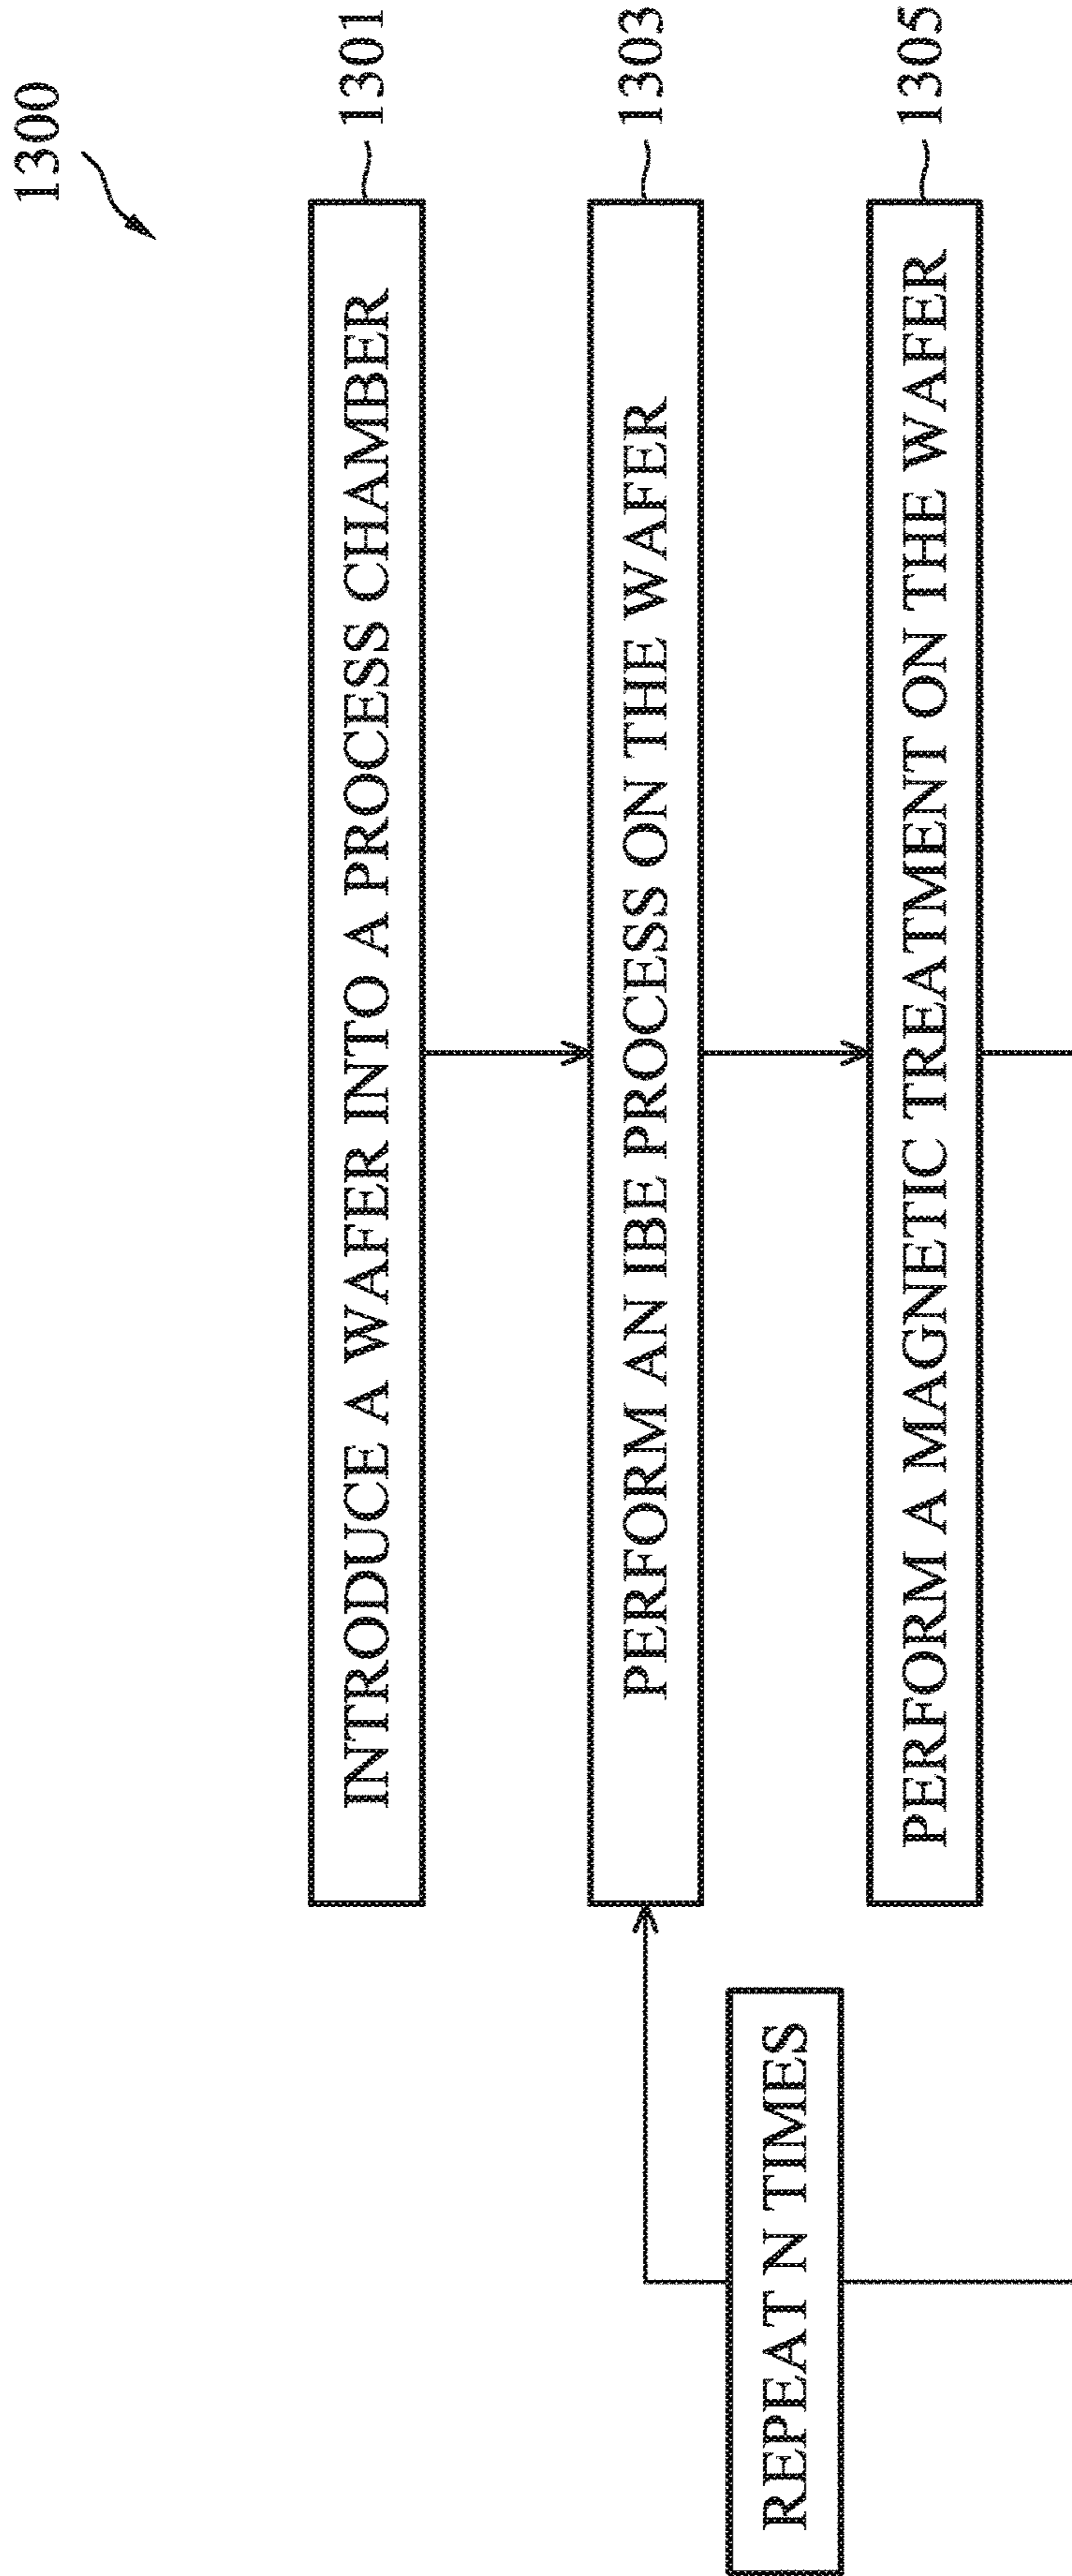 1300
INTRODUCE A WAFER INTO A PROCESS CHAMBER
1301
PERFORM AN IBE PROCESS ON THE WAFER
1303
PERFORM A MAGNETIC TREATMENT ON THE WAFER
1305
REPEAT N TIMES